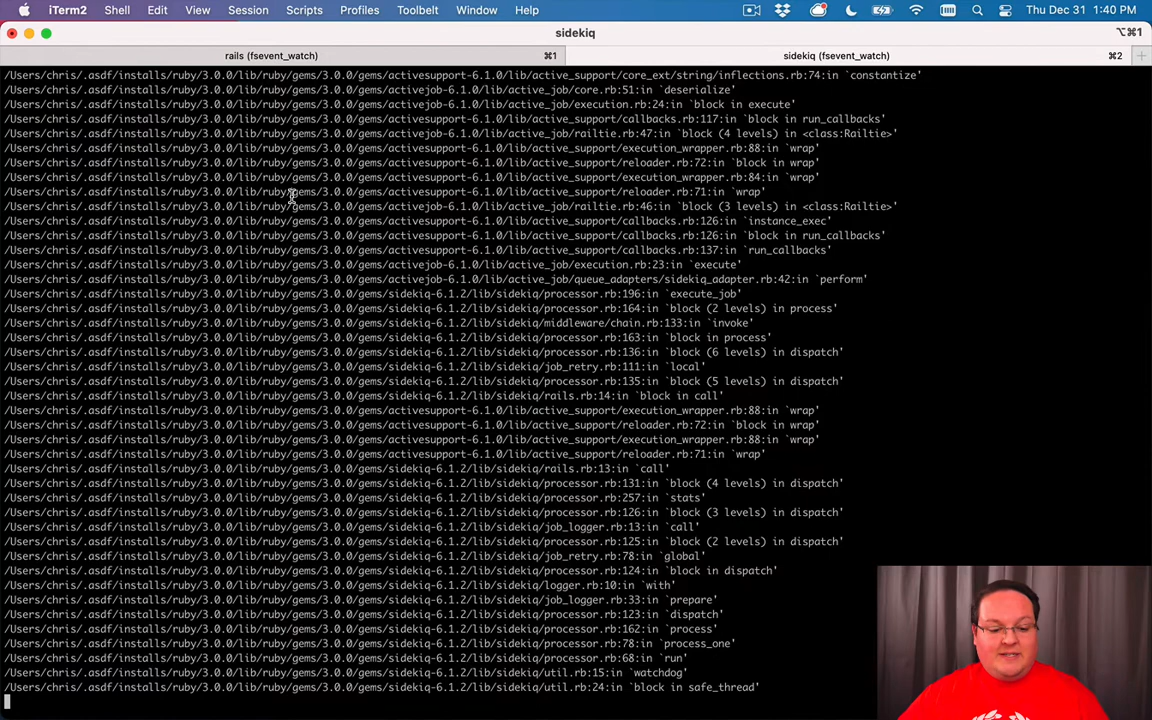 iTerm2 Shell Edit View Session Scripts Profiles Toolbelt Window Help Thu Dec 31 1:40 PM
sidekiq ⌥⌘1
rails (fsevent_watch) ⌘1 sidekiq (fsevent_watch) ⌘2
/Users/chris/.asdf/installs/ruby/3.0.0/lib/ruby/gems/3.0.0/gems/activesupport-6.1.0/lib/active_support/core_ext/string/inflections.rb:74:in `constantize'
/Users/chris/.asdf/installs/ruby/3.0.0/lib/ruby/gems/3.0.0/gems/activejob-6.1.0/lib/active_job/core.rb:51:in `deserialize'
/Users/chris/.asdf/installs/ruby/3.0.0/lib/ruby/gems/3.0.0/gems/activejob-6.1.0/lib/active_job/execution.rb:24:in `block in execute'
/Users/chris/.asdf/installs/ruby/3.0.0/lib/ruby/gems/3.0.0/gems/activesupport-6.1.0/lib/active_support/callbacks.rb:117:in `block in run_callbacks'
/Users/chris/.asdf/installs/ruby/3.0.0/lib/ruby/gems/3.0.0/gems/activejob-6.1.0/lib/active_job/railtie.rb:47:in `block (4 levels) in <class:Railtie>'
/Users/chris/.asdf/installs/ruby/3.0.0/lib/ruby/gems/3.0.0/gems/activesupport-6.1.0/lib/active_support/execution_wrapper.rb:88:in `wrap'
/Users/chris/.asdf/installs/ruby/3.0.0/lib/ruby/gems/3.0.0/gems/activesupport-6.1.0/lib/active_support/reloader.rb:72:in `block in wrap'
/Users/chris/.asdf/installs/ruby/3.0.0/lib/ruby/gems/3.0.0/gems/activesupport-6.1.0/lib/active_support/execution_wrapper.rb:84:in `wrap'
/Users/chris/.asdf/installs/ruby/3.0.0/lib/ruby/gems/3.0.0/gems/activesupport-6.1.0/lib/active_support/reloader.rb:71:in `wrap'
/Users/chris/.asdf/installs/ruby/3.0.0/lib/ruby/gems/3.0.0/gems/activejob-6.1.0/lib/active_job/railtie.rb:46:in `block (3 levels) in <class:Railtie>'
/Users/chris/.asdf/installs/ruby/3.0.0/lib/ruby/gems/3.0.0/gems/activesupport-6.1.0/lib/active_support/callbacks.rb:126:in `instance_exec'
/Users/chris/.asdf/installs/ruby/3.0.0/lib/ruby/gems/3.0.0/gems/activesupport-6.1.0/lib/active_support/callbacks.rb:126:in `block in run_callbacks'
/Users/chris/.asdf/installs/ruby/3.0.0/lib/ruby/gems/3.0.0/gems/activesupport-6.1.0/lib/active_support/callbacks.rb:137:in `run_callbacks'
/Users/chris/.asdf/installs/ruby/3.0.0/lib/ruby/gems/3.0.0/gems/activejob-6.1.0/lib/active_job/execution.rb:23:in `execute'
/Users/chris/.asdf/installs/ruby/3.0.0/lib/ruby/gems/3.0.0/gems/activejob-6.1.0/lib/active_job/queue_adapters/sidekiq_adapter.rb:42:in `perform'
/Users/chris/.asdf/installs/ruby/3.0.0/lib/ruby/gems/3.0.0/gems/sidekiq-6.1.2/lib/sidekiq/processor.rb:196:in `execute_job'
/Users/chris/.asdf/installs/ruby/3.0.0/lib/ruby/gems/3.0.0/gems/sidekiq-6.1.2/lib/sidekiq/processor.rb:164:in `block (2 levels) in process'
/Users/chris/.asdf/installs/ruby/3.0.0/lib/ruby/gems/3.0.0/gems/sidekiq-6.1.2/lib/sidekiq/middleware/chain.rb:133:in `invoke'
/Users/chris/.asdf/installs/ruby/3.0.0/lib/ruby/gems/3.0.0/gems/sidekiq-6.1.2/lib/sidekiq/processor.rb:163:in `block in process'
/Users/chris/.asdf/installs/ruby/3.0.0/lib/ruby/gems/3.0.0/gems/sidekiq-6.1.2/lib/sidekiq/processor.rb:136:in `block (6 levels) in dispatch'
/Users/chris/.asdf/installs/ruby/3.0.0/lib/ruby/gems/3.0.0/gems/sidekiq-6.1.2/lib/sidekiq/job_retry.rb:111:in `local'
/Users/chris/.asdf/installs/ruby/3.0.0/lib/ruby/gems/3.0.0/gems/sidekiq-6.1.2/lib/sidekiq/processor.rb:135:in `block (5 levels) in dispatch'
/Users/chris/.asdf/installs/ruby/3.0.0/lib/ruby/gems/3.0.0/gems/sidekiq-6.1.2/lib/sidekiq/rails.rb:14:in `block in call'
/Users/chris/.asdf/installs/ruby/3.0.0/lib/ruby/gems/3.0.0/gems/activesupport-6.1.0/lib/active_support/execution_wrapper.rb:88:in `wrap'
/Users/chris/.asdf/installs/ruby/3.0.0/lib/ruby/gems/3.0.0/gems/activesupport-6.1.0/lib/active_support/reloader.rb:72:in `block in wrap'
/Users/chris/.asdf/installs/ruby/3.0.0/lib/ruby/gems/3.0.0/gems/activesupport-6.1.0/lib/active_support/execution_wrapper.rb:88:in `wrap'
/Users/chris/.asdf/installs/ruby/3.0.0/lib/ruby/gems/3.0.0/gems/activesupport-6.1.0/lib/active_support/reloader.rb:71:in `wrap'
/Users/chris/.asdf/installs/ruby/3.0.0/lib/ruby/gems/3.0.0/gems/sidekiq-6.1.2/lib/sidekiq/rails.rb:13:in `call'
/Users/chris/.asdf/installs/ruby/3.0.0/lib/ruby/gems/3.0.0/gems/sidekiq-6.1.2/lib/sidekiq/processor.rb:131:in `block (4 levels) in dispatch'
/Users/chris/.asdf/installs/ruby/3.0.0/lib/ruby/gems/3.0.0/gems/sidekiq-6.1.2/lib/sidekiq/processor.rb:257:in `stats'
/Users/chris/.asdf/installs/ruby/3.0.0/lib/ruby/gems/3.0.0/gems/sidekiq-6.1.2/lib/sidekiq/processor.rb:126:in `block (3 levels) in dispatch'
/Users/chris/.asdf/installs/ruby/3.0.0/lib/ruby/gems/3.0.0/gems/sidekiq-6.1.2/lib/sidekiq/job_logger.rb:13:in `call'
/Users/chris/.asdf/installs/ruby/3.0.0/lib/ruby/gems/3.0.0/gems/sidekiq-6.1.2/lib/sidekiq/processor.rb:125:in `block (2 levels) in dispatch'
/Users/chris/.asdf/installs/ruby/3.0.0/lib/ruby/gems/3.0.0/gems/sidekiq-6.1.2/lib/sidekiq/job_retry.rb:78:in `global'
/Users/chris/.asdf/installs/ruby/3.0.0/lib/ruby/gems/3.0.0/gems/sidekiq-6.1.2/lib/sidekiq/processor.rb:124:in `block in dispatch'
/Users/chris/.asdf/installs/ruby/3.0.0/lib/ruby/gems/3.0.0/gems/sidekiq-6.1.2/lib/sidekiq/logger.rb:10:in `with'
/Users/chris/.asdf/installs/ruby/3.0.0/lib/ruby/gems/3.0.0/gems/sidekiq-6.1.2/lib/sidekiq/job_logger.rb:33:in `prepare'
/Users/chris/.asdf/installs/ruby/3.0.0/lib/ruby/gems/3.0.0/gems/sidekiq-6.1.2/lib/sidekiq/processor.rb:123:in `dispatch'
/Users/chris/.asdf/installs/ruby/3.0.0/lib/ruby/gems/3.0.0/gems/sidekiq-6.1.2/lib/sidekiq/processor.rb:162:in `process'
/Users/chris/.asdf/installs/ruby/3.0.0/lib/ruby/gems/3.0.0/gems/sidekiq-6.1.2/lib/sidekiq/processor.rb:78:in `process_one'
/Users/chris/.asdf/installs/ruby/3.0.0/lib/ruby/gems/3.0.0/gems/sidekiq-6.1.2/lib/sidekiq/processor.rb:68:in `run'
/Users/chris/.asdf/installs/ruby/3.0.0/lib/ruby/gems/3.0.0/gems/sidekiq-6.1.2/lib/sidekiq/util.rb:15:in `watchdog'
/Users/chris/.asdf/installs/ruby/3.0.0/lib/ruby/gems/3.0.0/gems/sidekiq-6.1.2/lib/sidekiq/util.rb:24:in `block in safe_thread'